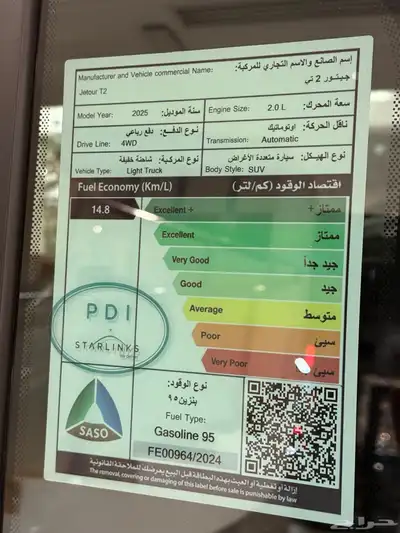 إسم الصانع والاسم التجاري للمركبة:
Manufacturer and Vehicle commercial Name:
جيتور 2 تي
Jetour T2
سنة الموديل:
Model Year: 2025
سعة المحرك:
Engine Size: 2.0 L
نوع الدفع: دفع رباعي
Drive Line: 4WD
ناقل الحركة: اوتوماتيك
Transmission: Automatic
نوع المركبة: شاحنة خفيفة
Vehicle Type: Light Truck
نوع الهيكل: سيارة متعددة الأغراض
Body Style: SUV
Fuel Economy (Km/L) اقتصاد الوقود (كم/لتر)
14.8
Excellent + ممتاز +
Excellent ممتاز
Very Good جيد جداً
Good جيد
Average متوسط
Poor سيئ
Very Poor سيئ
PDI
STARLINKS
SASO
نوع الوقود:
بنزين ٩٥
Fuel Type:
Gasoline 95
FE00964/2024
إزالة أو تغطية أو العبث بهذه البطاقة قبل البيع يعرضك للملاحقة القانونية
The removal, covering or damaging of this label before sale is punishable by law
حراج